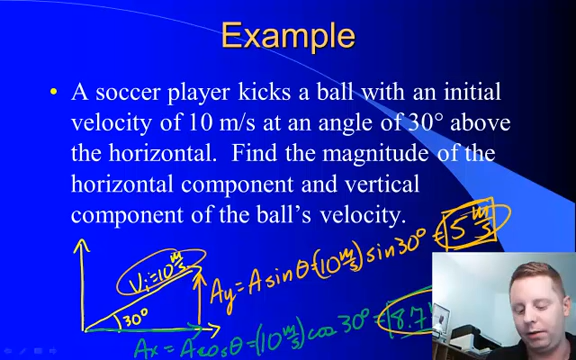 Example
• A soccer player kicks a ball with an initial
velocity of 10 m/s at an angle of 30° above
the horizontal. Find the magnitude of the
horizontal component and vertical
component of the ball's velocity.
Vi=10 m/s
30°
Ay = A sin θ = (10 m/s) sin 30° = 5 m/s
Ax = A cos θ = (10 m/s) cos 30° = 8.7